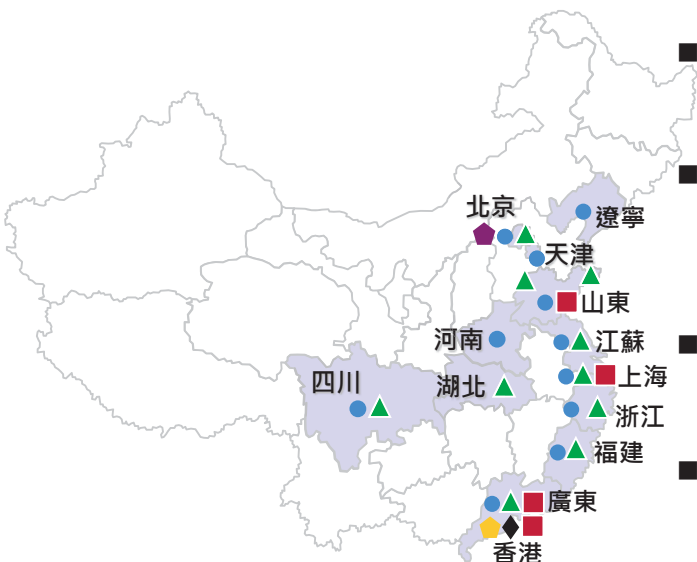 北京
遼寧
天津
山東
河南
江蘇
四川
湖北
上海
浙江
福建
廣東
香港